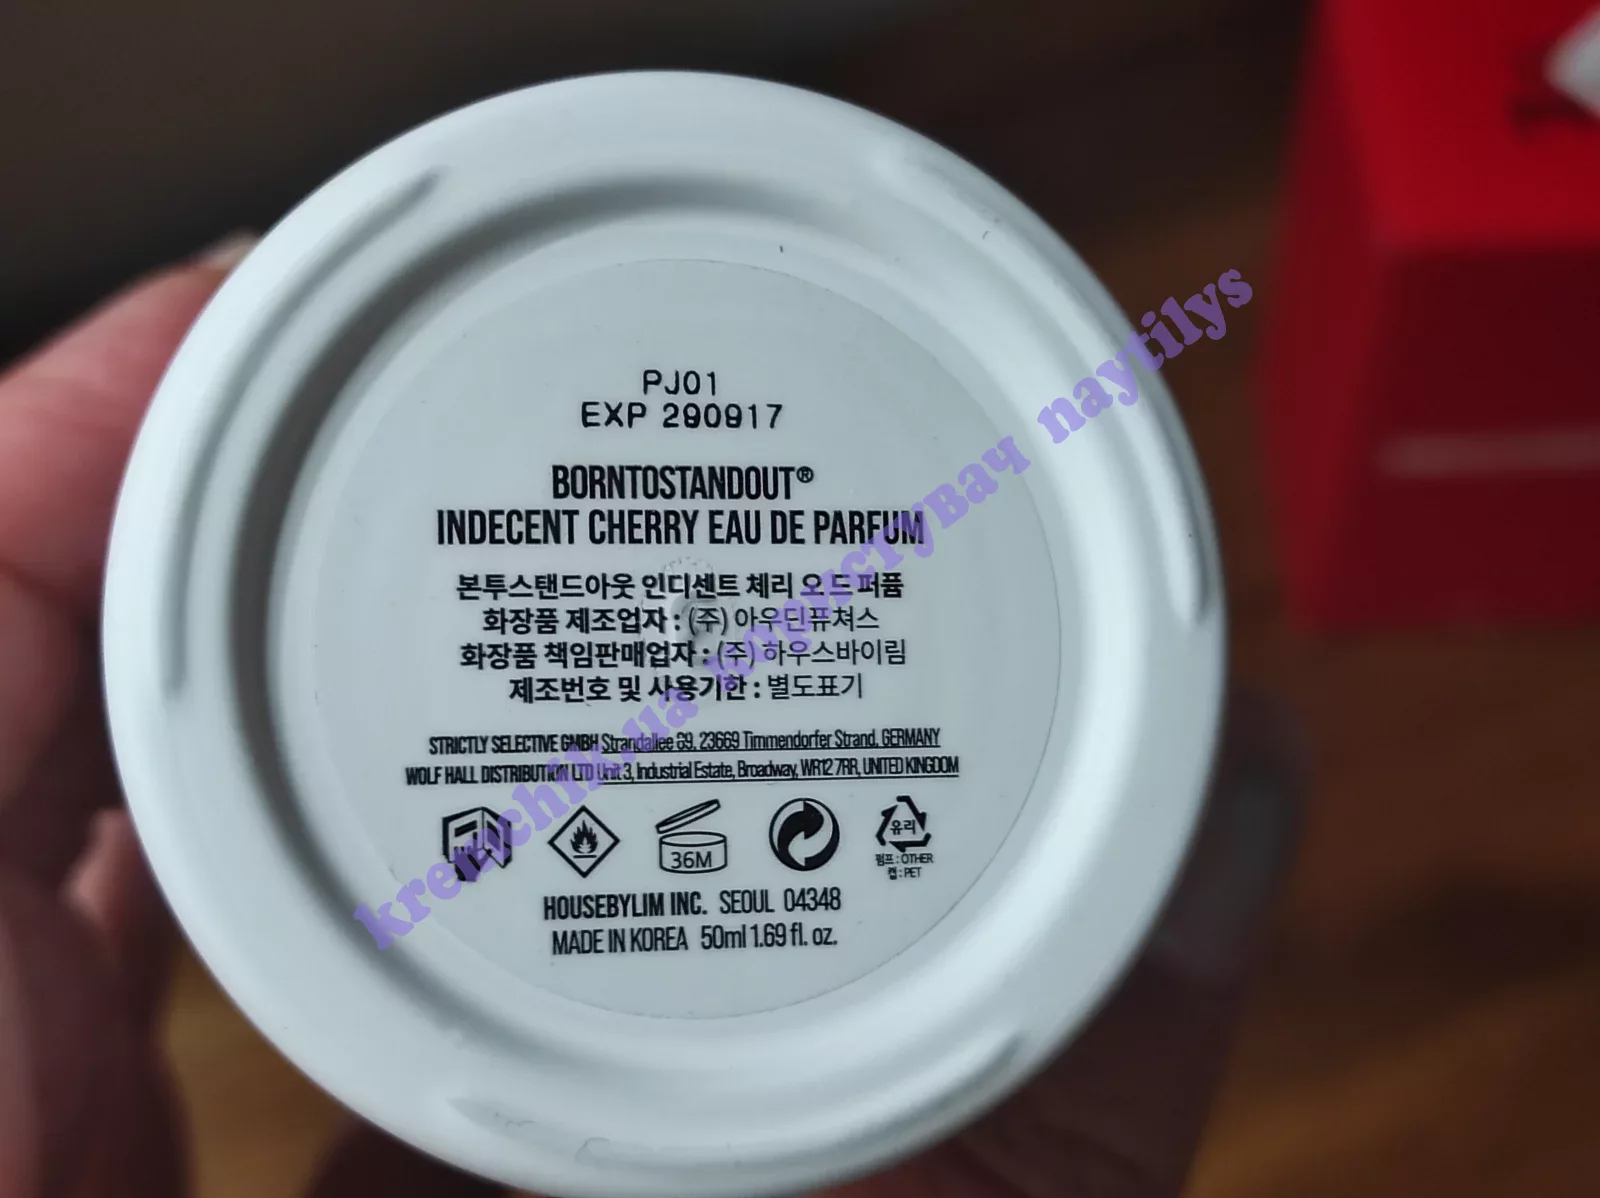 PJ01
EXP 280917
BORNTOSTANDOUT®
INDECENT CHERRY EAU DE PARFUM
본투스탠드아웃 인디센트 체리 오 드 퍼퓸
화장품 제조업자 : (주) 아우딘퓨쳐스
화장품 책임판매업자 : (주) 하우스바이림
제조번호 및 사용기한 : 별도표기
STRICTLY SELECTIVE GMBH Strandallee 69, 23669 Timmendorfer Strand, GERMANY
WOLF HALL DISTRIBUTION LTD Unit 3, Industrial Estate, Broadway, WR12 7RR, UNITED KINGDOM
36M
유리
펌프 : OTHER
캡 : PET
HOUSEBYLIM INC. SEOUL 04348
MADE IN KOREA 50ml 1.69 fl. oz.
kremchik.ua користувач naytilys